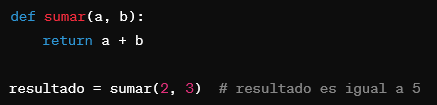 def sumar(a, b):
    return a + b

resultado = sumar(2, 3)  # resultado es igual a 5